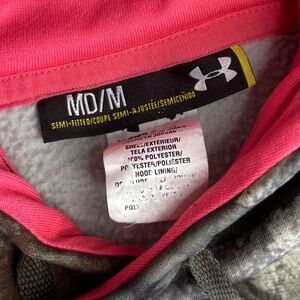 MD/M
SEMI-FITTED/COUPE SEMI-AJUSTÉE/SEMICEÑIDO
SHELL/EXTÉRIEUR/
TELA EXTERIOR
100% POLYESTER/
POLYESTER/POLIÉSTER
HOOD LINING/